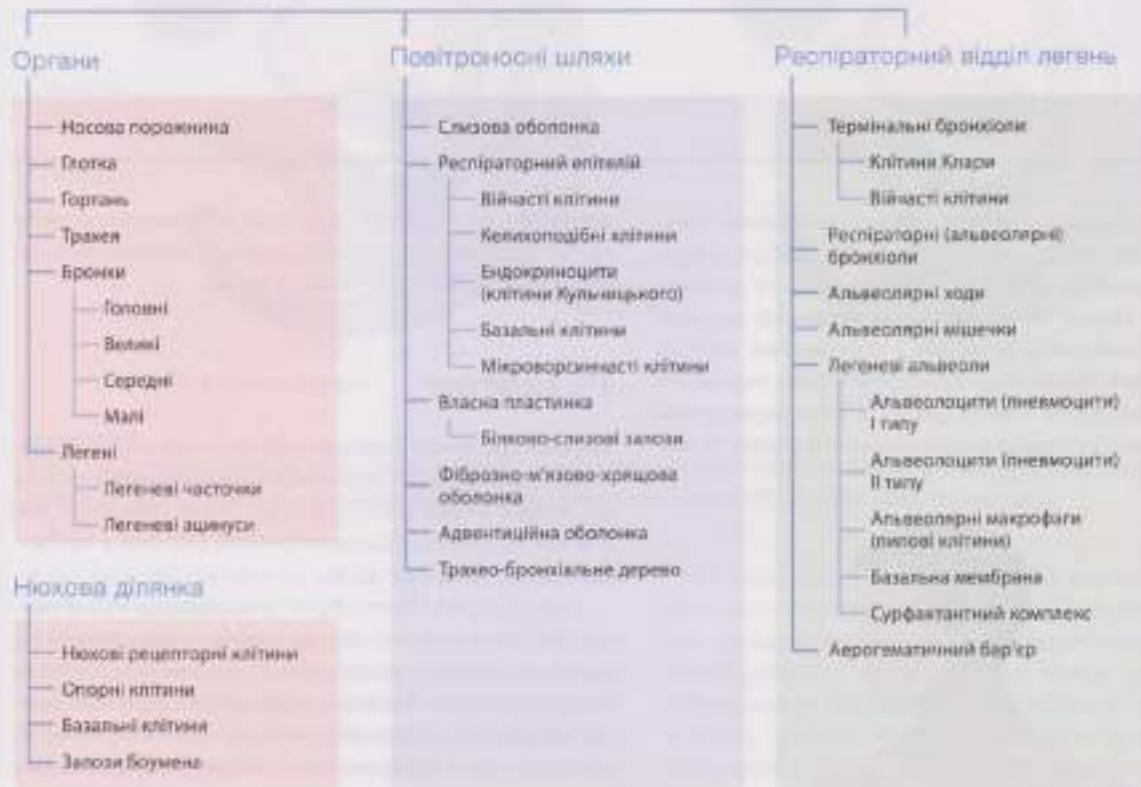 Органи
Носова порожнина
Глотка
Гортань
Трахея
Бронхи
Головні
Великі
Середні
Малі
Легені
Легеневі часточки
Легеневі ацинуси
Нюхова ділянка
Нюхові рецепторні клітини
Опорні клітини
Базальні клітини
Залози Боумена
Повітроносні шляхи
Слизова оболонка
Респіраторний епітелій
Війчасті клітини
Келихоподібні клітини
Ендокриноцити
(клітини Кульчицького)
Базальні клітини
Мікроворсинчасті клітини
Власна пластинка
Білково-слизові залози
Фіброзно-м'язово-хрящова
оболонка
Адвентиційна оболонка
Трахео-бронхіальне дерево
Респіраторний відділ легень
Термінальні бронхіоли
Клітини Клари
Війчасті клітини
Респіраторні (альвеолярні)
бронхіоли
Альвеолярні ходи
Альвеолярні мішечки
Легеневі альвеоли
Альвеолоцити (пневмоцити)
I типу
Альвеолоцити (пневмоцити)
II типу
Альвеолярні макрофаги
(пилові клітини)
Базальна мембрана
Сурфактантний комплекс
Аерогематичний бар'єр